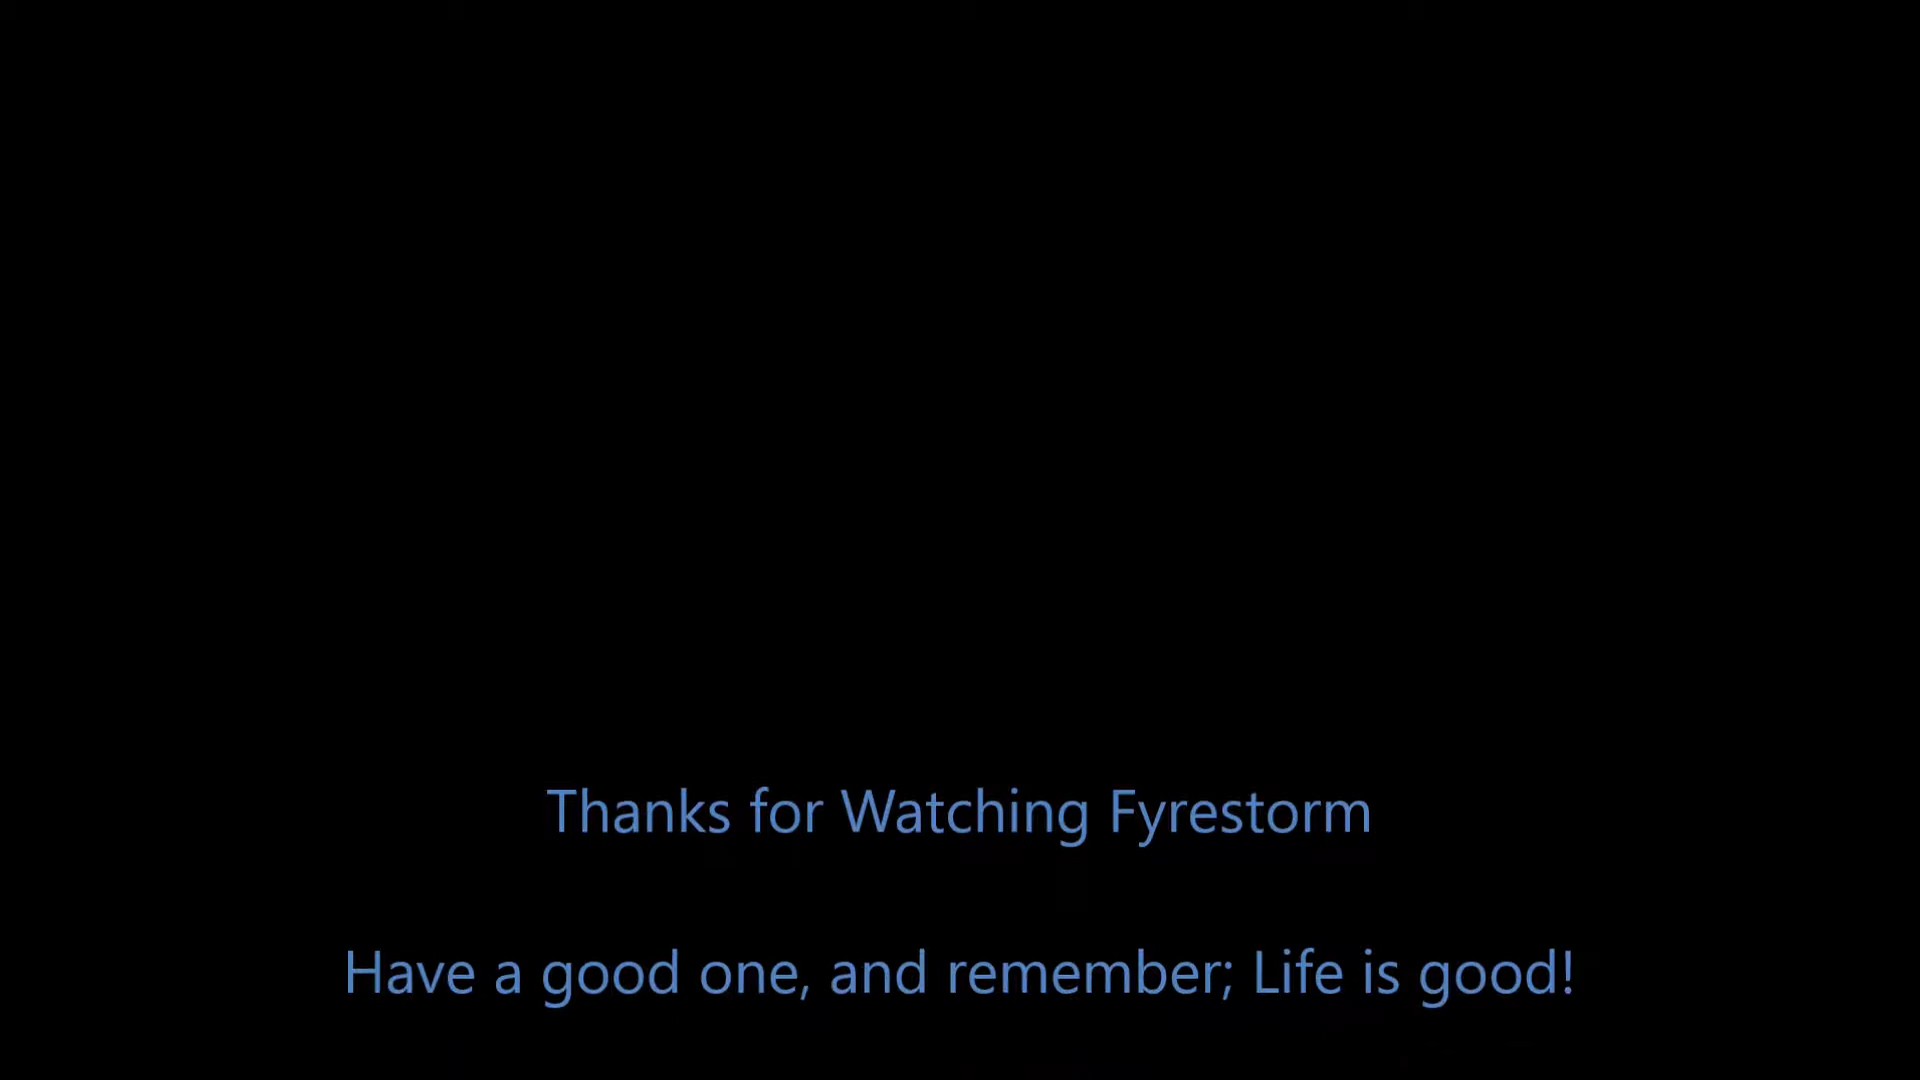 Thanks for Watching Fyrestorm
Have a good one, and remember; Life is good!